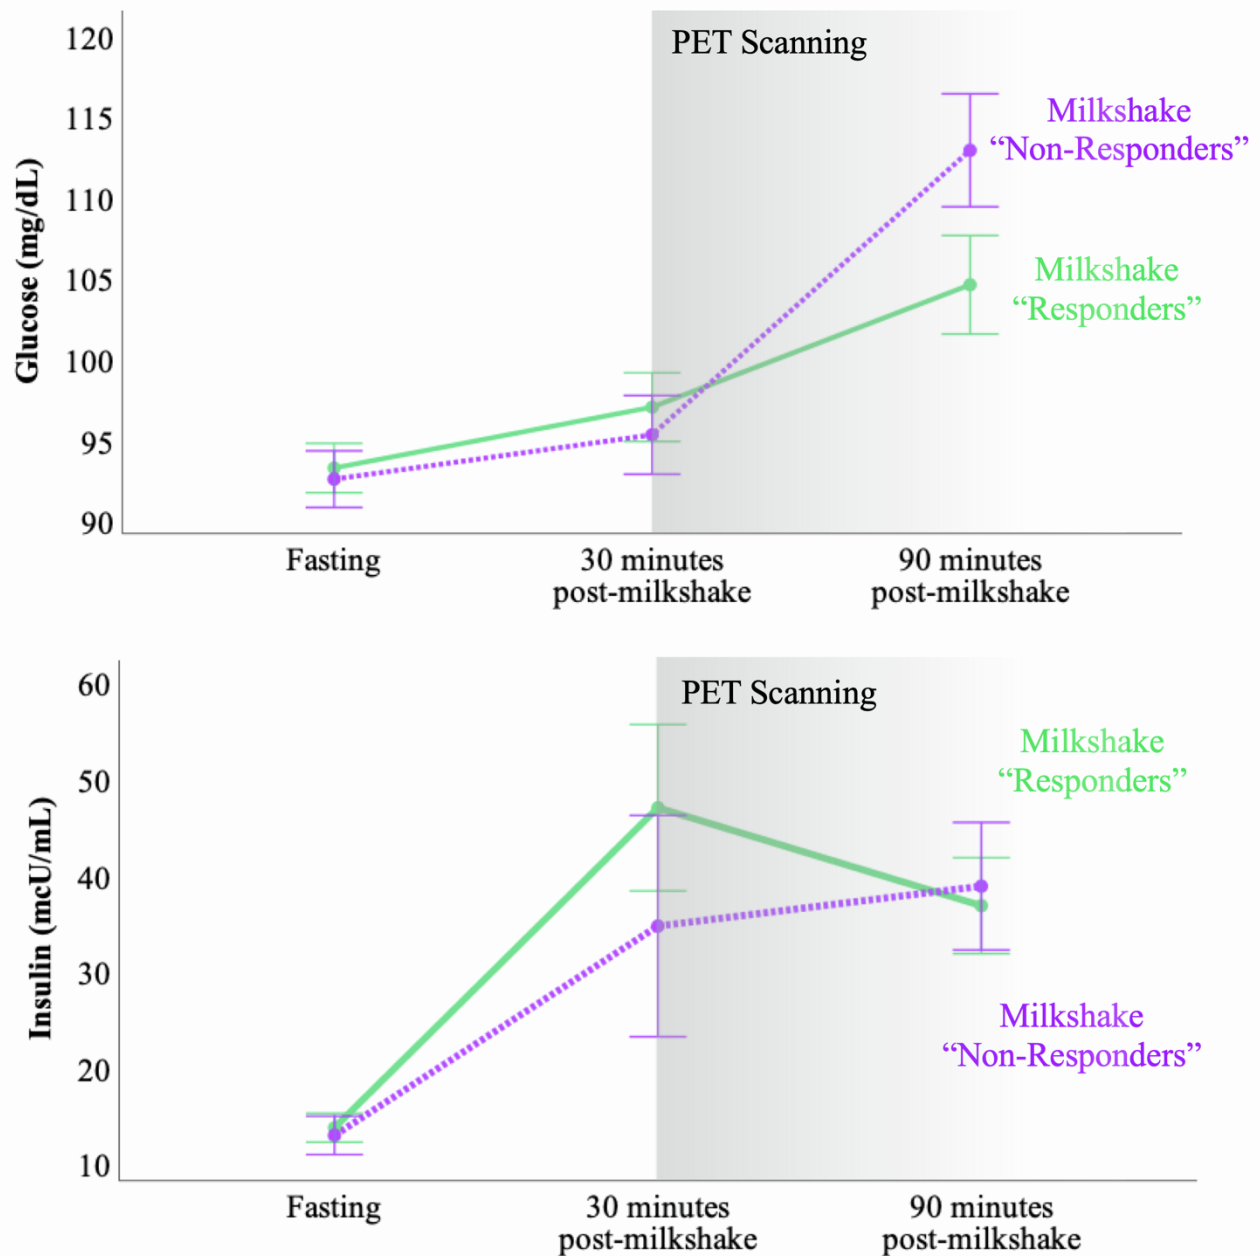 120
PET Scanning
115
Milkshake
“Non-Responders”
110
105
Milkshake
“Responders”
100
95
90
Glucose (mg/dL)
Fasting
30 minutes
post-milkshake
90 minutes
post-milkshake
60
PET Scanning
Milkshake
“Responders”
50
40
30
20
10
Milkshake
“Non-Responders”
Insulin (mcU/mL)
Fasting
30 minutes
post-milkshake
90 minutes
post-milkshake